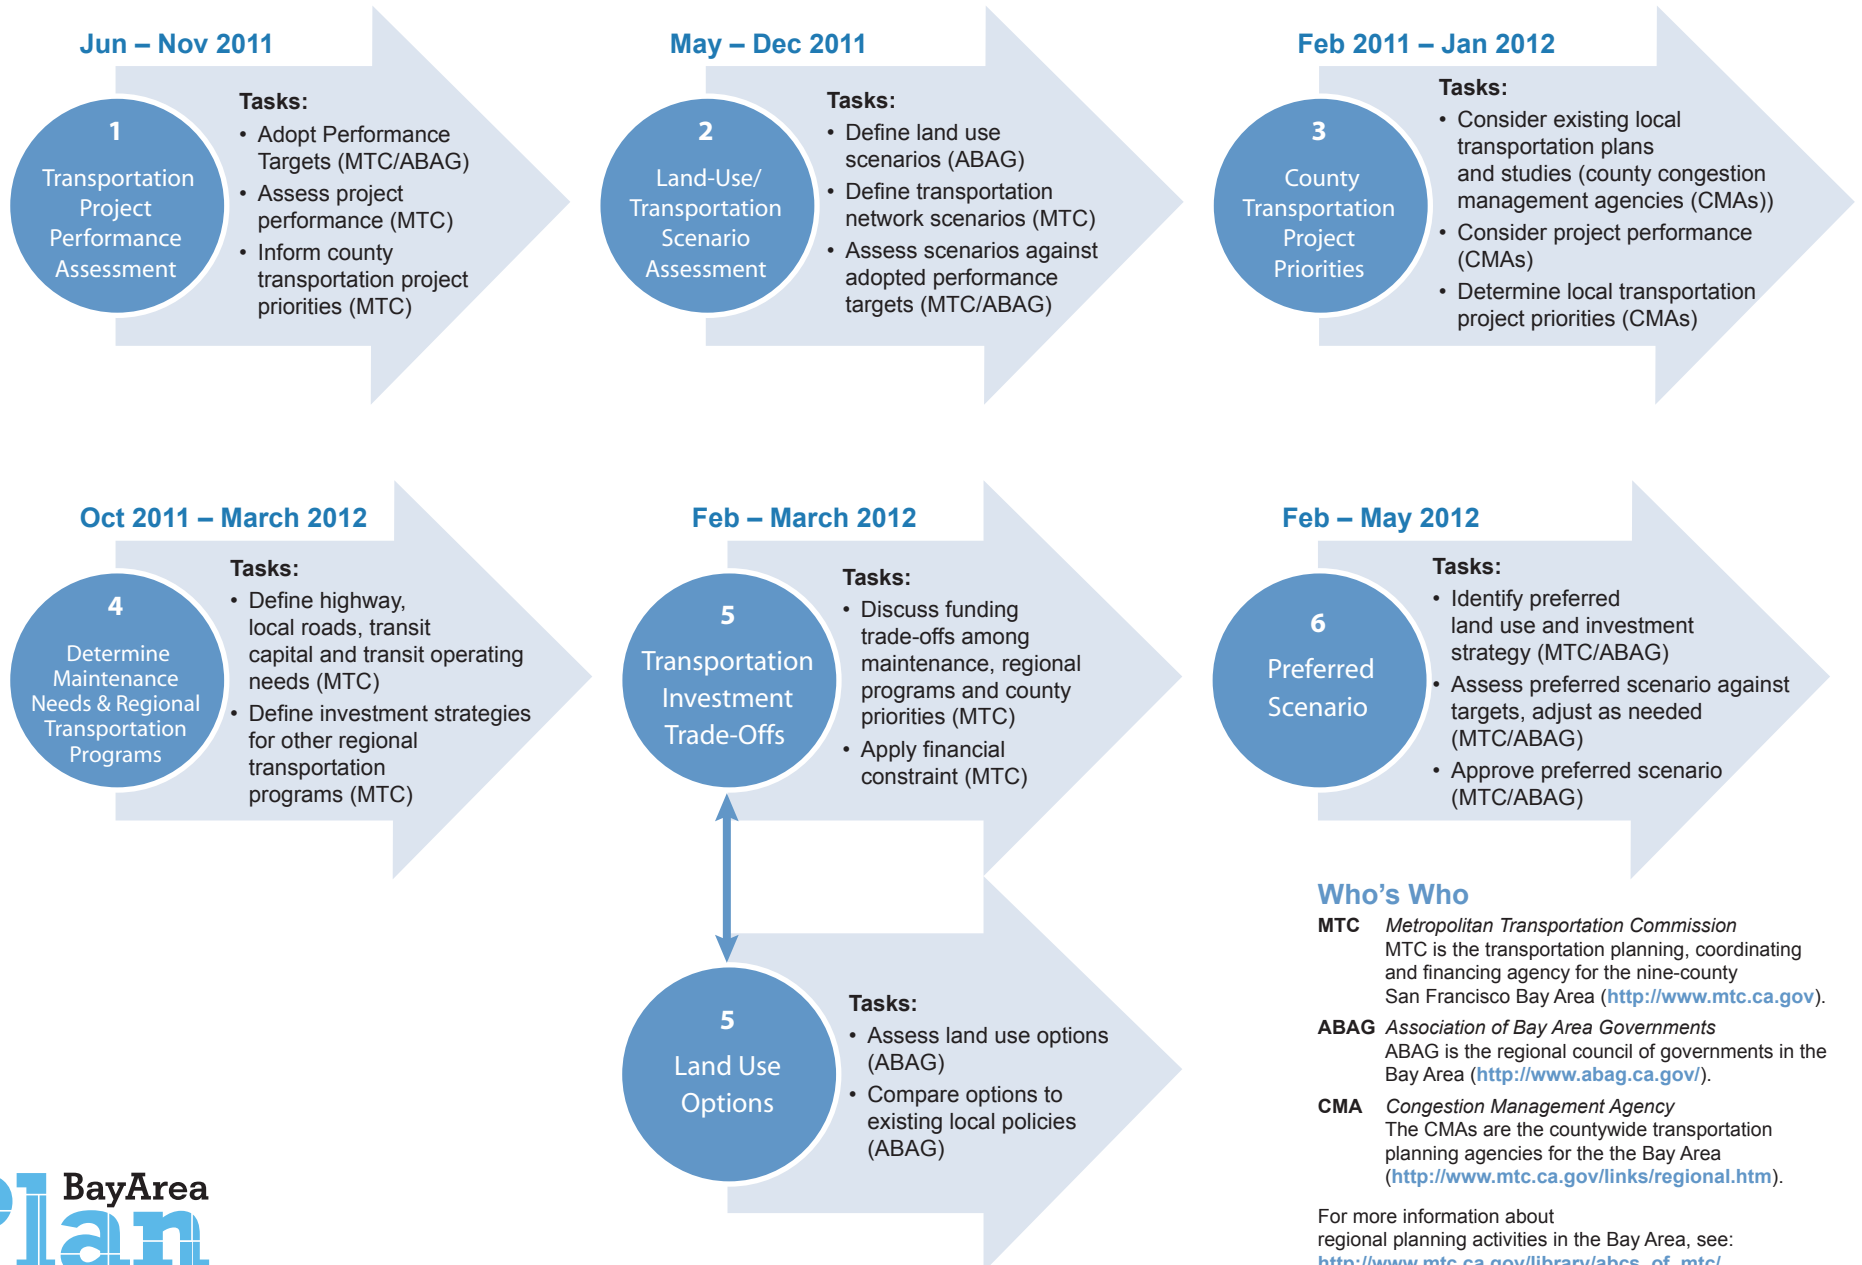 Jun – Nov 2011
1
Transportation
Project
Performance
Assessment
Tasks:
• Adopt Performance
Targets (MTC/ABAG)
• Assess project
performance (MTC)
• Inform county
transportation project
priorities (MTC)
May – Dec 2011
2
Land-Use/
Transportation
Scenario
Assessment
Tasks:
• Define land use
scenarios (ABAG)
• Define transportation
network scenarios (MTC)
• Assess scenarios against
adopted performance
targets (MTC/ABAG)
Feb 2011 – Jan 2012
3
County
Transportation
Project
Priorities
Tasks:
• Consider existing local
transportation plans
and studies (county congestion
management agencies (CMAs))
• Consider project performance
(CMAs)
• Determine local transportation
project priorities (CMAs)
Oct 2011 – March 2012
4
Determine
Maintenance
Needs & Regional
Transportation
Programs
Tasks:
• Define highway,
local roads, transit
capital and transit operating
needs (MTC)
• Define investment strategies
for other regional
transportation
programs (MTC)
Feb – March 2012
5
Transportation
Investment
Trade-Offs
Tasks:
• Discuss funding
trade-offs among
maintenance, regional
programs and county
priorities (MTC)
• Apply financial
constraint (MTC)
5
Land Use
Options
Tasks:
• Assess land use options
(ABAG)
• Compare options to
existing local policies
(ABAG)
Feb – May 2012
6
Preferred
Scenario
Tasks:
• Identify preferred
land use and investment
strategy (MTC/ABAG)
• Assess preferred scenario against
targets, adjust as needed
(MTC/ABAG)
• Approve preferred scenario
(MTC/ABAG)
Who's Who
MTC Metropolitan Transportation Commission
MTC is the transportation planning, coordinating
and financing agency for the nine-county
San Francisco Bay Area (http://www.mtc.ca.gov).
ABAG Association of Bay Area Governments
ABAG is the regional council of governments in the
Bay Area (http://www.abag.ca.gov/).
CMA Congestion Management Agency
The CMAs are the countywide transportation
planning agencies for the the Bay Area
(http://www.mtc.ca.gov/links/regional.htm).
For more information about
regional planning activities in the Bay Area, see:
http://www.mtc.ca.gov/library/abcs_of_mtc/
BayArea
Plan